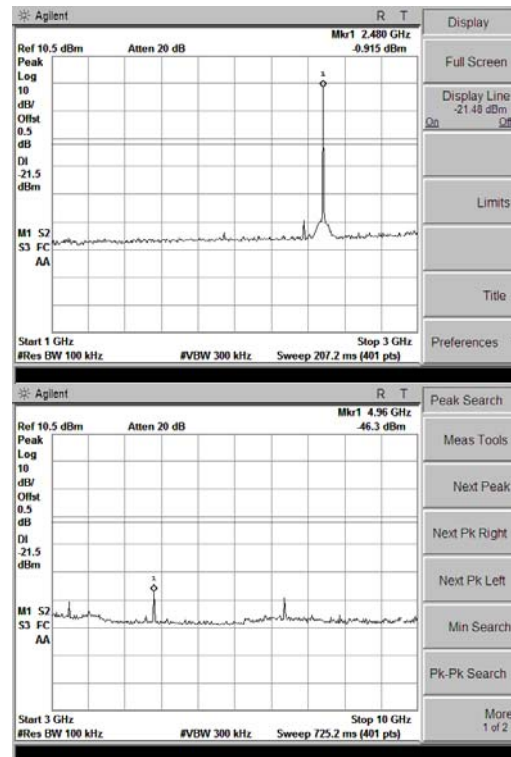 Agilent R T
Display
Mkr1 2.480 GHz
Ref 10.5 dBm Atten 20 dB -0.915 dBm
Peak
Log
10
dB/
Offst
0.5
dB
DI
-21.5
dBm
1
M1 S2
S3 FC
AA
Start 1 GHz Stop 3 GHz
#Res BW 100 kHz #VBW 300 kHz Sweep 207.2 ms (401 pts)
Full Screen
Display Line
-21.48 dBm
On Off
Limits
Title
Preferences
Agilent R T
Peak Search
Mkr1 4.96 GHz
Ref 10.5 dBm Atten 20 dB -46.3 dBm
Peak
Log
10
dB/
Offst
0.5
dB
DI
-21.5
dBm
1
M1 S2
S3 FC
AA
Start 3 GHz Stop 10 GHz
#Res BW 100 kHz #VBW 300 kHz Sweep 725.2 ms (401 pts)
Meas Tools
Next Peak
Next Pk Right
Next Pk Left
Min Search
Pk-Pk Search
More
1 of 2